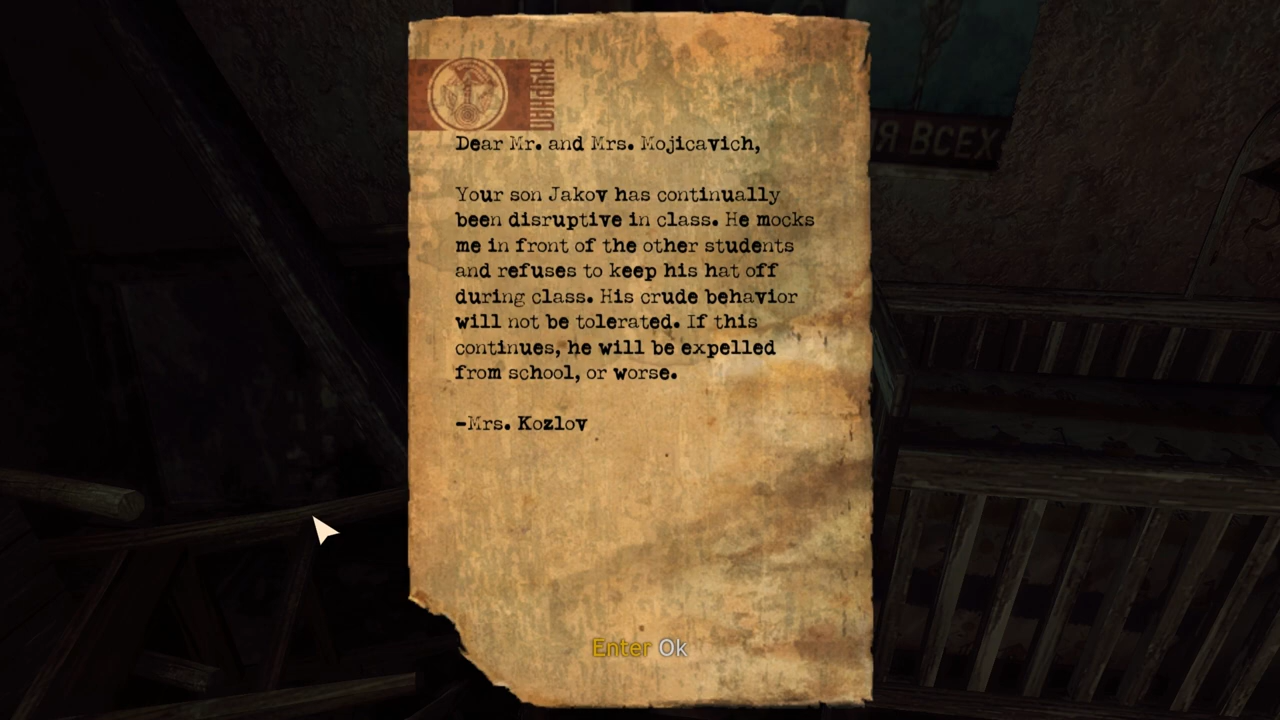 Я ВСЕХ
Dear Mr. and Mrs. Mojicavich,
Your son Jakov has continually
been disruptive in class. He mocks
me in front of the other students
and refuses to keep his hat off
during class. His crude behavior
will not be tolerated. If this
continues, he will be expelled
from school, or worse.
-Mrs. Kozlov
Enter Ok